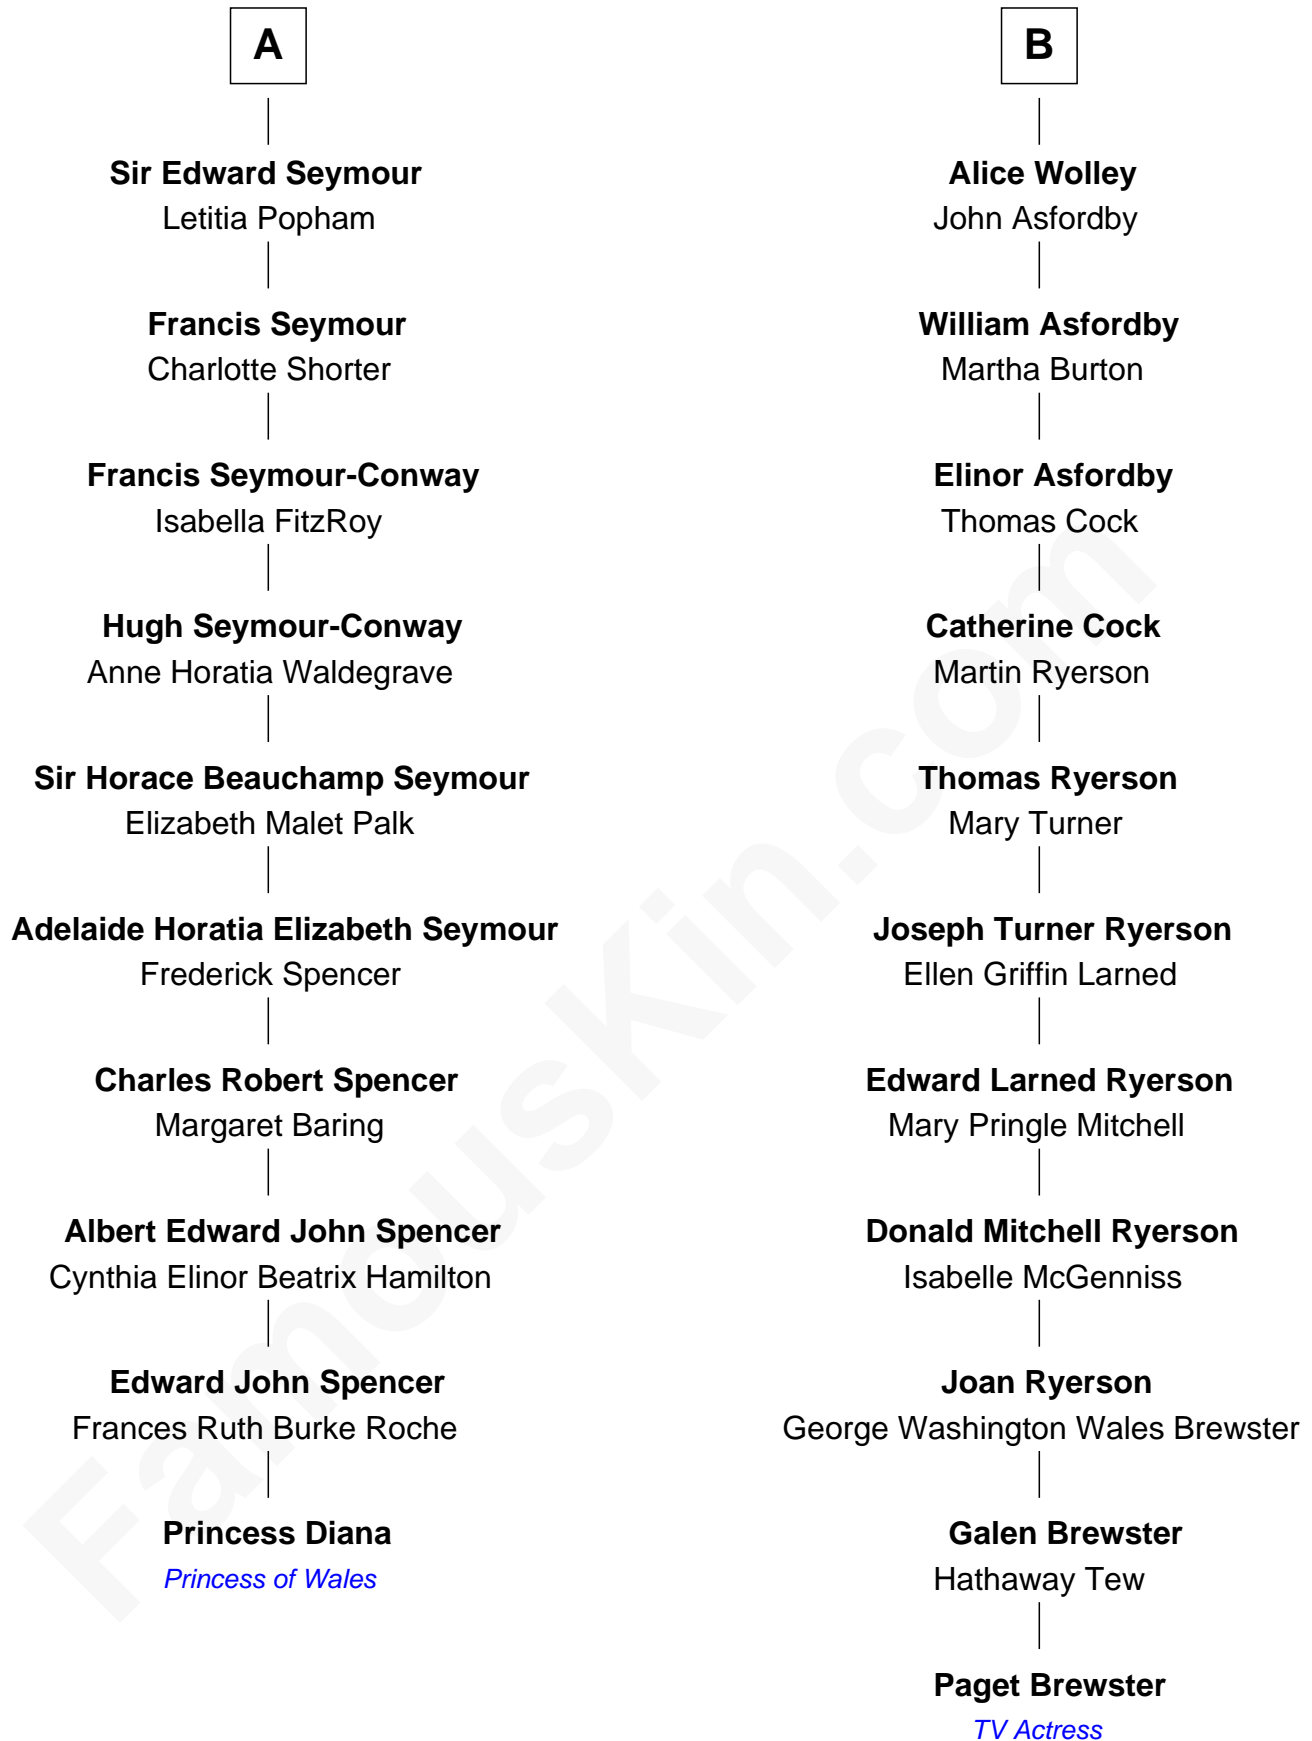 A
Sir Edward Seymour
Letitia Popham
Francis Seymour
Charlotte Shorter
Francis Seymour-Conway
Isabella FitzRoy
Hugh Seymour-Conway
Anne Horatia Waldegrave
Sir Horace Beauchamp Seymour
Elizabeth Malet Palk
Adelaide Horatia Elizabeth Seymour
Frederick Spencer
Charles Robert Spencer
Margaret Baring
Albert Edward John Spencer
Cynthia Elinor Beatrix Hamilton
Edward John Spencer
Frances Ruth Burke Roche
Princess Diana
Princess of Wales
B
Alice Wolley
John Asfordby
William Asfordby
Martha Burton
Elinor Asfordby
Thomas Cock
Catherine Cock
Martin Ryerson
Thomas Ryerson
Mary Turner
Joseph Turner Ryerson
Ellen Griffin Larned
Edward Larned Ryerson
Mary Pringle Mitchell
Donald Mitchell Ryerson
Isabelle McGenniss
Joan Ryerson
George Washington Wales Brewster
Galen Brewster
Hathaway Tew
Paget Brewster
TV Actress
FamousKin.com